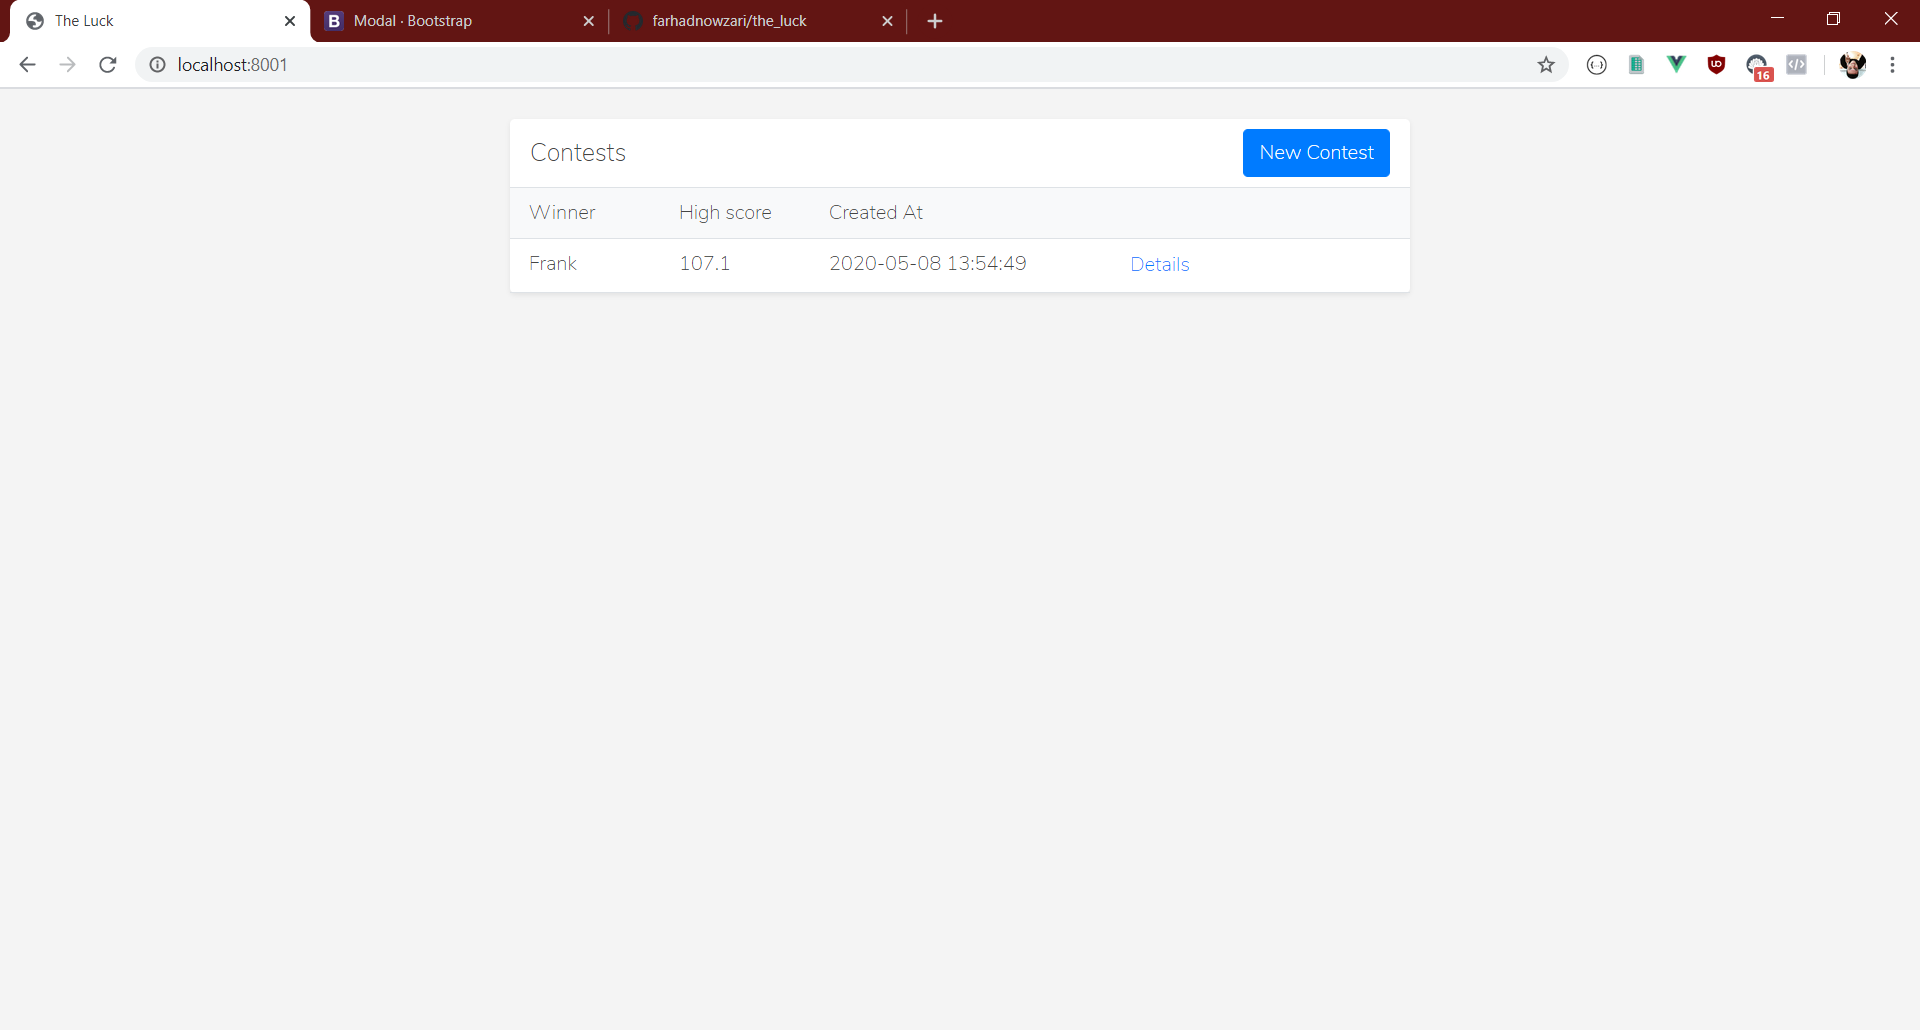 The Luck
B Modal · Bootstrap
farhadnowzari/the_luck
localhost:8001
16
Contests
New Contest
Winner High score Created At
Frank 107.1 2020-05-08 13:54:49 Details